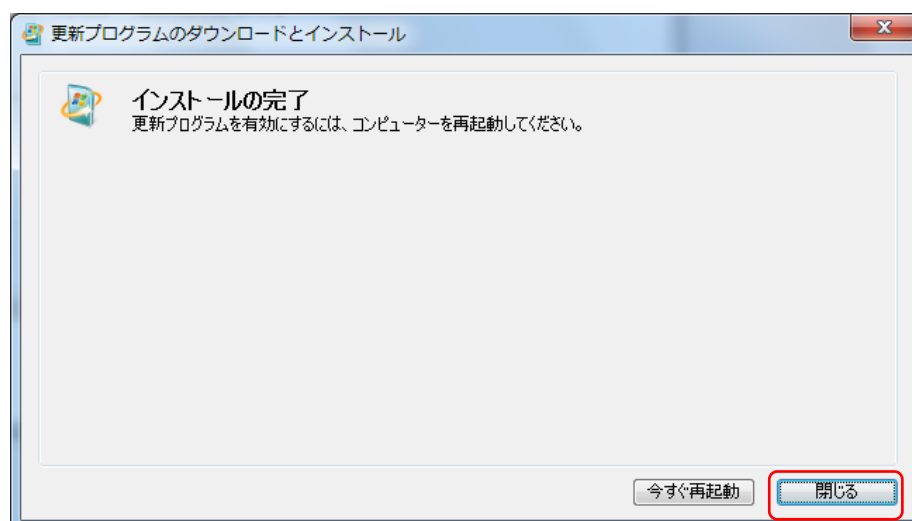 更新プログラムのダウンロードとインストール
インストールの完了
更新プログラムを有効にするには、コンピューターを再起動してください。
今すぐ再起動
閉じる